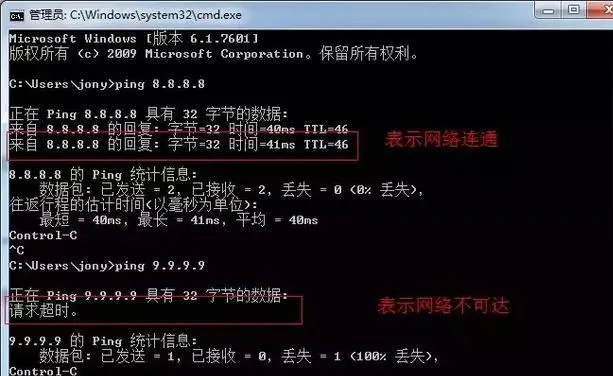 管理员: C:\Windows\system32\cmd.exe
Microsoft Windows [版本 6.1.7601]
版权所有 (c) 2009 Microsoft Corporation。保留所有权利。
C:\Users\jony>ping 8.8.8.8
正在 Ping 8.8.8.8 具有 32 字节的数据:
来自 8.8.8.8 的回复: 字节=32 时间=40ms TTL=46
来自 8.8.8.8 的回复: 字节=32 时间=41ms TTL=46
表示网络连通
8.8.8.8 的 Ping 统计信息:
数据包: 已发送 = 2，已接收 = 2，丢失 = 0 (0% 丢失)，
往返行程的估计时间(以毫秒为单位):
最短 = 40ms，最长 = 41ms，平均 = 40ms
Control-C
^C
C:\Users\jony>ping 9.9.9.9
正在 Ping 9.9.9.9 具有 32 字节的数据:
请求超时。
表示网络不可达
9.9.9.9 的 Ping 统计信息:
数据包: 已发送 = 1，已接收 = 0，丢失 = 1 (100% 丢失)，
Control-C